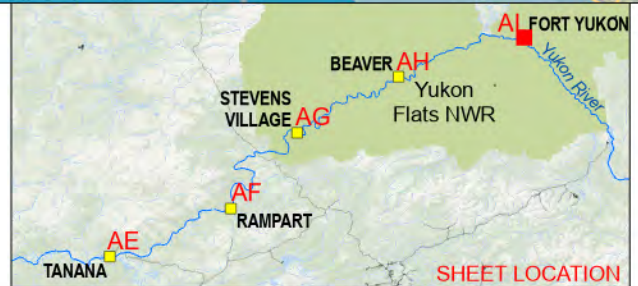 AI FORT YUKON
BEAVER AH
Yukon River
Yukon
Flats NWR
STEVENS
VILLAGE
AG
AF
RAMPART
AE
TANANA
SHEET LOCATION